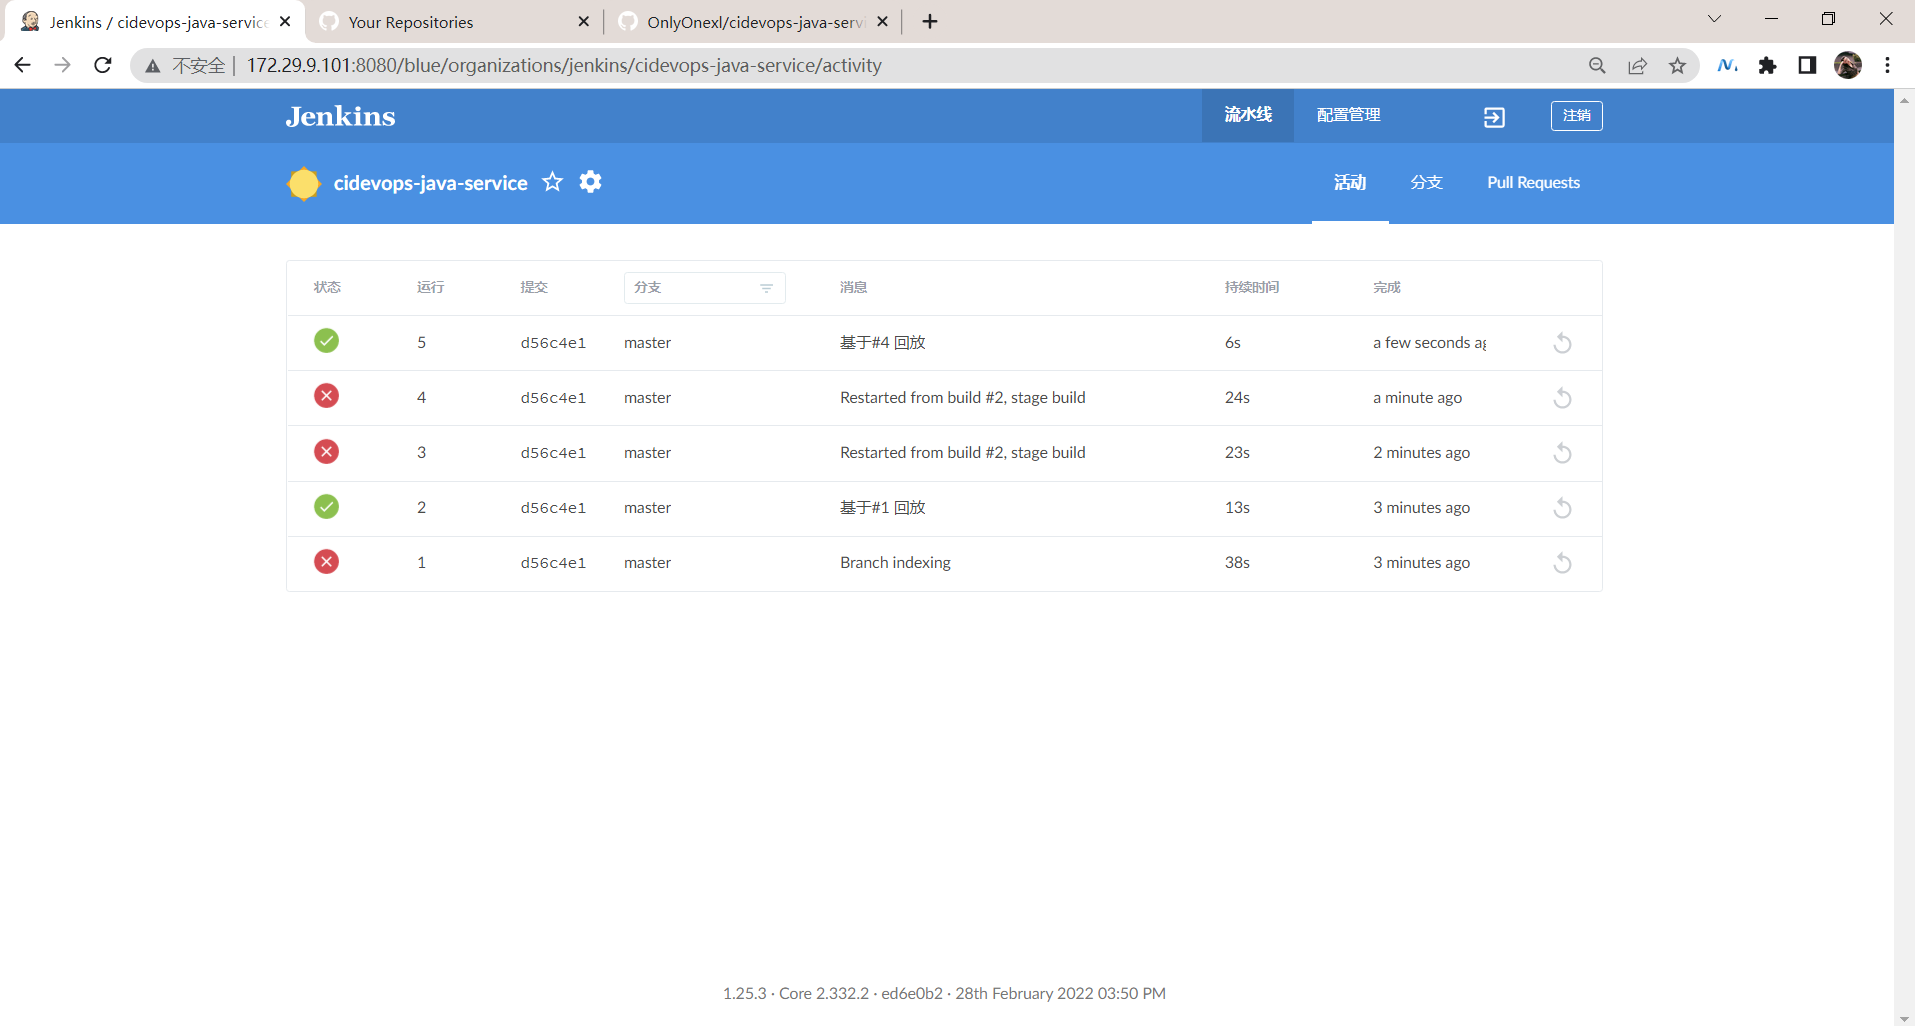 Jenkins / cidevops-java-service
Your Repositories
OnlyOnexl/cidevops-java-servi
不安全 | 172.29.9.101:8080/blue/organizations/jenkins/cidevops-java-service/activity
Jenkins
流水线 配置管理 注销
cidevops-java-service
活动 分支 Pull Requests
状态 运行 提交 分支 消息 持续时间 完成
5 d56c4e1 master 基于#4 回放 6s a few seconds ag
4 d56c4e1 master Restarted from build #2, stage build 24s a minute ago
3 d56c4e1 master Restarted from build #2, stage build 23s 2 minutes ago
2 d56c4e1 master 基于#1 回放 13s 3 minutes ago
1 d56c4e1 master Branch indexing 38s 3 minutes ago
1.25.3 · Core 2.332.2 · ed6e0b2 · 28th February 2022 03:50 PM